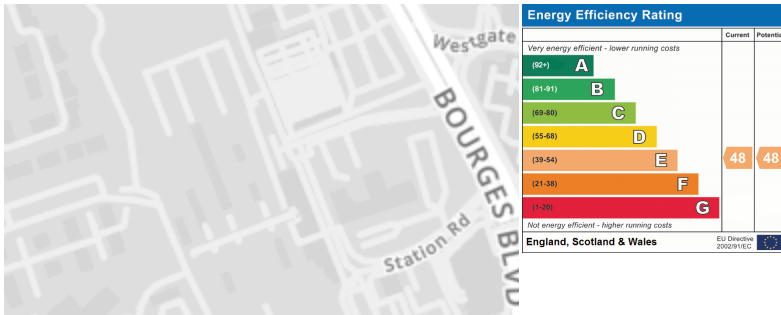 Westgate
BOURGES BLVD
Station Rd
Energy Efficiency Rating
Current Potentia
Very energy efficient - lower running costs
(92+) A
(81-91) B
(69-80) C
(55-68) D
(39-54) E 48 48
(21-38) F
(1-20) G
Not energy efficient - higher running costs
England, Scotland & Wales
EU Directive
2002/91/EC